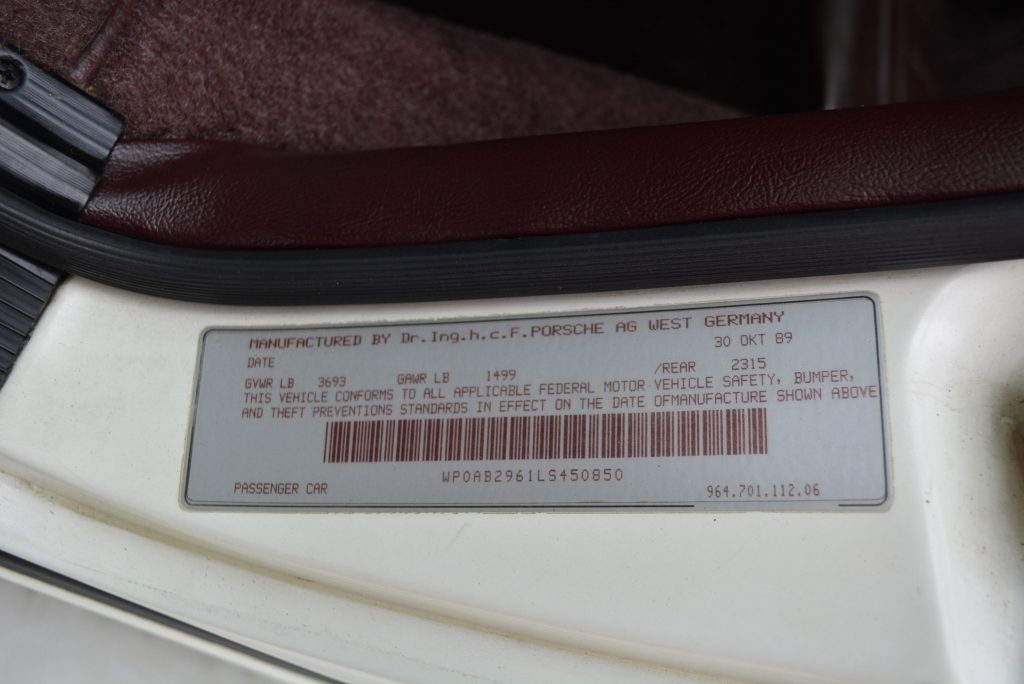 MANUFACTURED BY Dr.Ing.h.c.F.PORSCHE AG WEST GERMANY
DATE 30 OKT 89
GVWR LB 3693 GAWR LB 1499 /REAR 2315
THIS VEHICLE CONFORMS TO ALL APPLICABLE FEDERAL MOTOR VEHICLE SAFETY, BUMPER,
AND THEFT PREVENTIONS STANDARDS IN EFFECT ON THE DATE OFMANUFACTURE SHOWN ABOVE
WP0AB2961LS450850
PASSENGER CAR 964.701.112.06